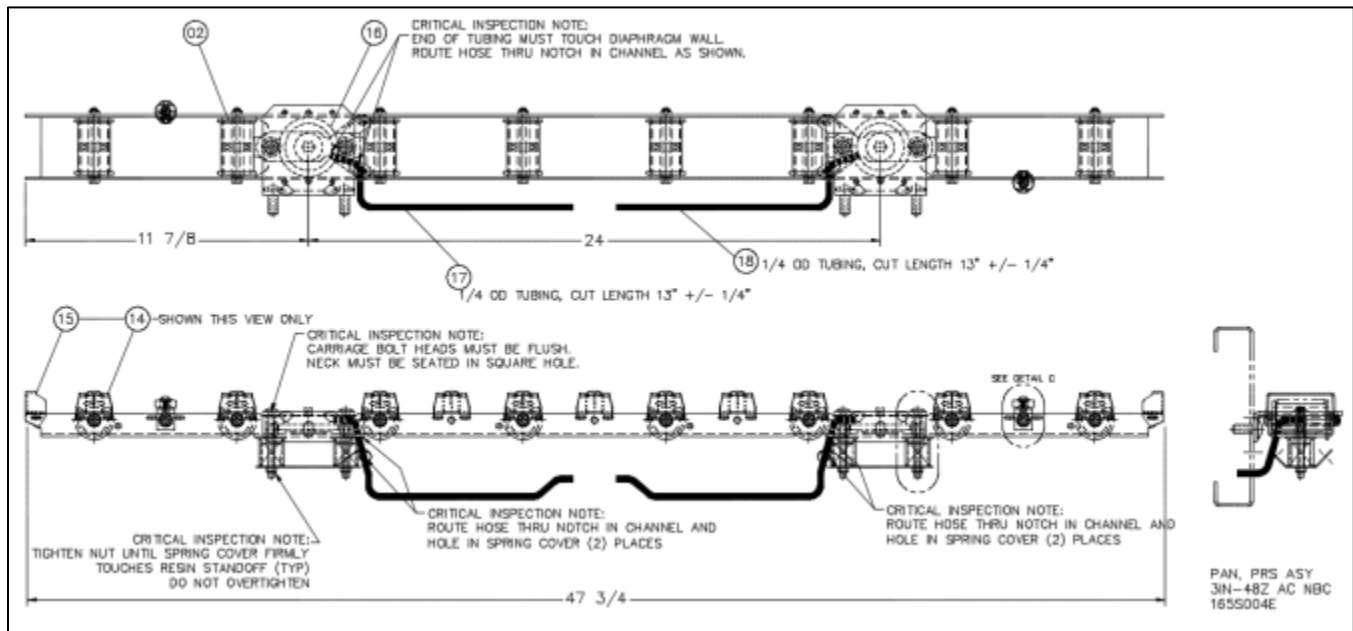 02
16
CRITICAL INSPECTION NOTE:
END OF TUBING MUST TOUCH DIAPHRAGM WALL.
ROUTE HOSE THRU NOTCH IN CHANNEL AS SHOWN.
11 7/8
24
18 1/4 OD TUBING, CUT LENGTH 13" +/- 1/4"
17
1/4 OD TUBING, CUT LENGTH 13" +/- 1/4"
15
14 SHOWN THIS VIEW ONLY
CRITICAL INSPECTION NOTE:
CARRIAGE BOLT HEADS MUST BE FLUSH.
NECK MUST BE SEATED IN SQUARE HOLE.
SEE DETAIL C
CRITICAL INSPECTION NOTE:
ROUTE HOSE THRU NOTCH IN CHANNEL AND
HOLE IN SPRING COVER (2) PLACES
CRITICAL INSPECTION NOTE:
ROUTE HOSE THRU NOTCH IN CHANNEL AND
HOLE IN SPRING COVER (2) PLACES
CRITICAL INSPECTION NOTE:
TIGHTEN NUT UNTIL SPRING COVER FIRMLY
TOUCHES RESIN STANDOFF (TYP)
DO NOT OVERTIGHTEN
47 3/4
PAN, PRS ASY
3IN-48Z AC NBC
165S004E